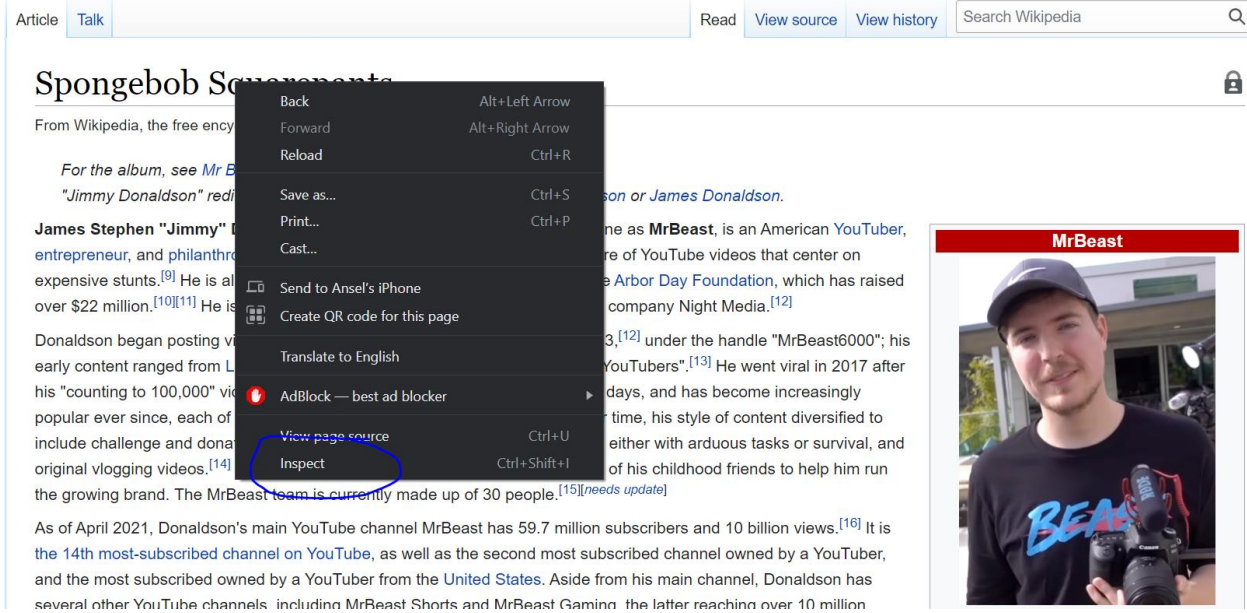 Article Talk Read View source View history Search Wikipedia
Spongebob Squarepants
From Wikipedia, the free ency
For the album, see Mr B
"Jimmy Donaldson" redi son or James Donaldson.
James Stephen "Jimmy" D ne as MrBeast, is an American YouTuber,
entrepreneur, and philanthro re of YouTube videos that center on
expensive stunts.[9] He is al e Arbor Day Foundation, which has raised
over $22 million.[10][11] He is company Night Media.[12]
Donaldson began posting vi 3,[12] under the handle "MrBeast6000"; his
early content ranged from L YouTubers".[13] He went viral in 2017 after
his "counting to 100,000" vid days, and has become increasingly
popular ever since, each of time, his style of content diversified to
include challenge and dona either with arduous tasks or survival, and
original vlogging videos.[14] of his childhood friends to help him run
the growing brand. The MrBeast team is currently made up of 30 people.[15][needs update]
As of April 2021, Donaldson's main YouTube channel MrBeast has 59.7 million subscribers and 10 billion views.[16] It is
the 14th most-subscribed channel on YouTube, as well as the second most subscribed channel owned by a YouTuber,
and the most subscribed owned by a YouTuber from the United States. Aside from his main channel, Donaldson has
several other YouTube channels, including MrBeast Shorts and MrBeast Gaming, the latter reaching over 10 million
Back Alt+Left Arrow
Forward Alt+Right Arrow
Reload Ctrl+R
Save as... Ctrl+S
Print... Ctrl+P
Cast...
Send to Ansel's iPhone
Create QR code for this page
Translate to English
AdBlock — best ad blocker
View page source Ctrl+U
Inspect Ctrl+Shift+I
MrBeast
BEAS
Canon